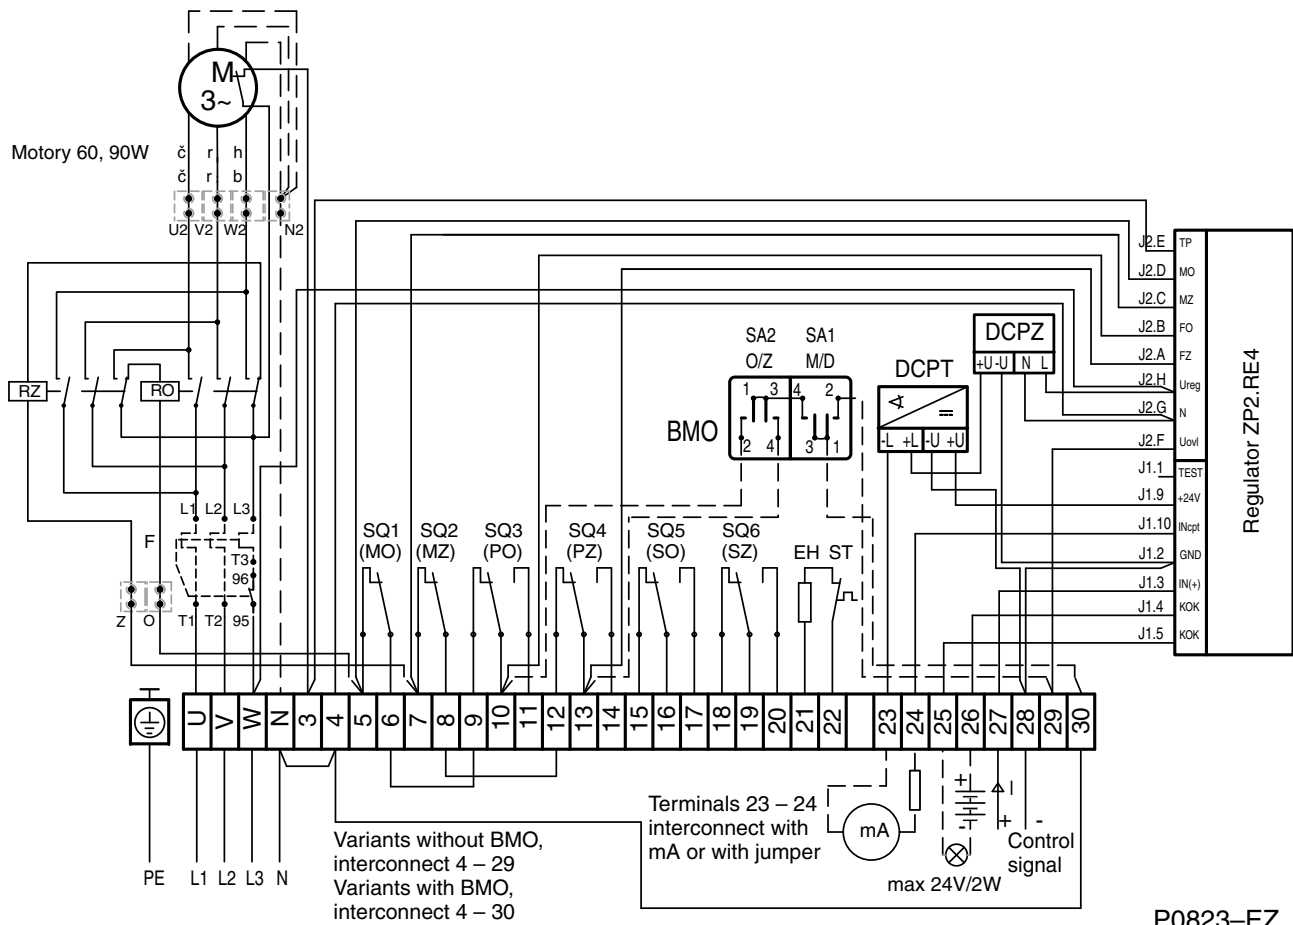 M
3~
Motory 60, 90W
č r h
č r b
U2 V2 W2 N2
RZ
RO
L1 L2 L3
F
T3
96
Z O T1 T2 95
SQ1
(MO)
SQ2
(MZ)
SQ3
(PO)
SQ4
(PZ)
SQ5
(SO)
SQ6
(SZ)
EH ST
SA2
O/Z
SA1
M/D
BMO
1 3 4 2
2 4 3 1
DCPT
-L +L -U +U
DCPZ
+U -U N L
J2.E TP
J2.D MO
J2.C MZ
J2.B FO
J2.A FZ
J2.H Ureg
J2.G N
J2.F Uovl
J1.1 TEST
J1.9 +24V
J1.10 INcpt
J1.2 GND
J1.3 IN(+)
J1.4 KOK
J1.5 KOK
Regulator ZP2.RE4
U V W N 3 4 5 6 7 8 9 10 11 12 13 14 15 16 17 18 19 20 21 22 23 24 25 26 27 28 29 30
PE L1 L2 L3 N
Variants without BMO,
interconnect 4 – 29
Variants with BMO,
interconnect 4 – 30
Terminals 23 – 24
interconnect with
mA or with jumper
mA
+
-
I
+ -
Control
signal
max 24V/2W
P0823–EZ